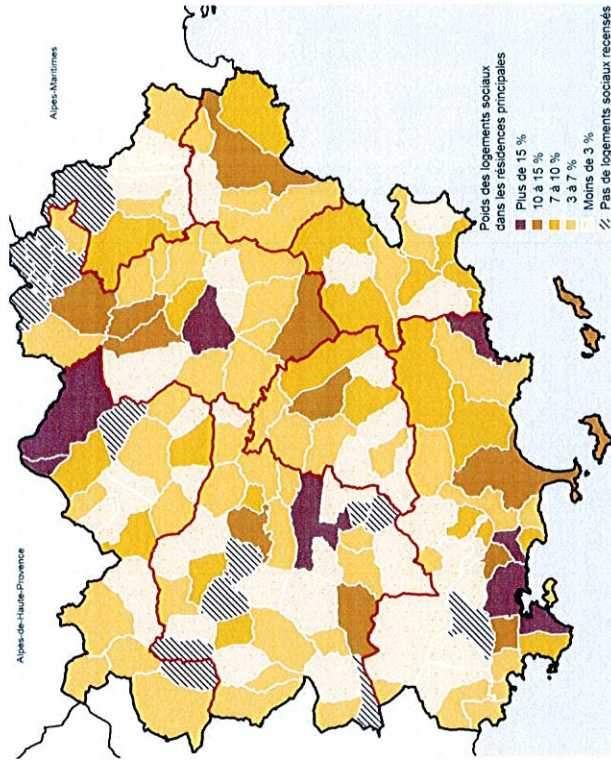 Alpes-de-Haute-Provence
Alpes-Maritimes
Poids des logements sociaux
dans les résidences principales
Plus de 15 %
10 à 15 %
7 à 10 %
3 à 7 %
Moins de 3 %
Pas de logements sociaux recensés